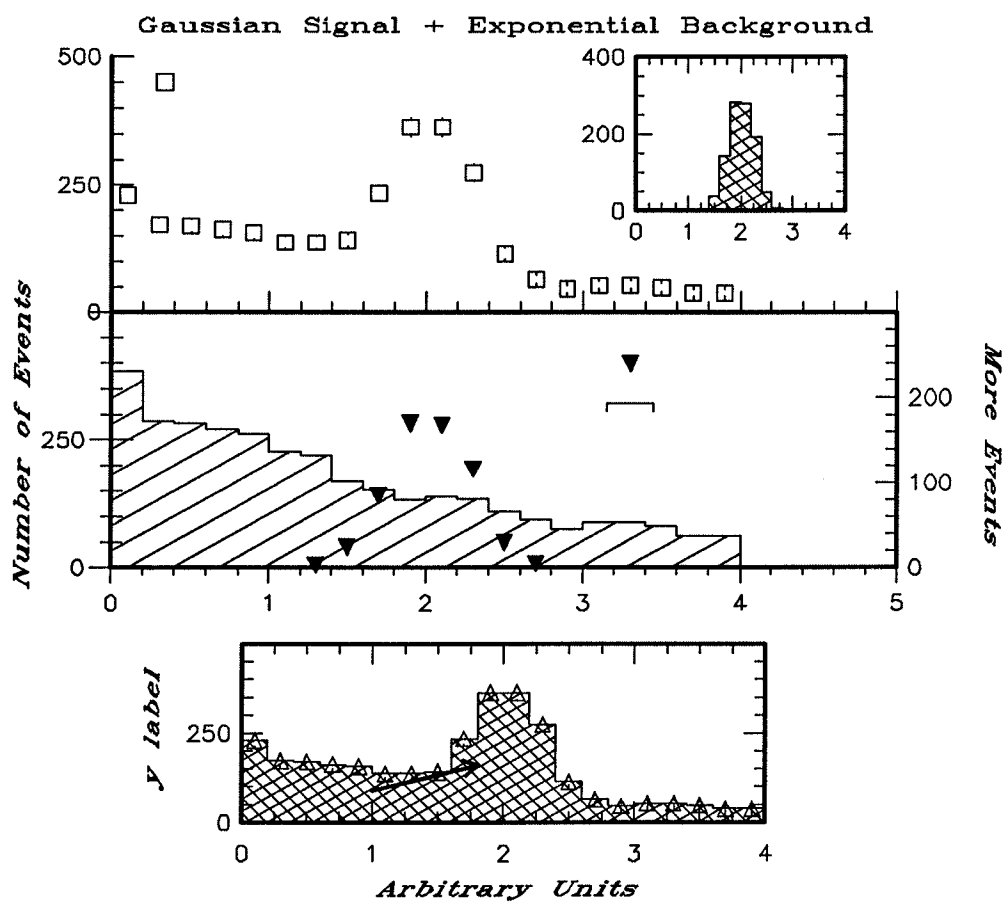 Gaussian Signal + Exponential Background
500
250
0
400
200
0
0 1 2 3 4
Number of Events
250
0
200
100
0
More Events
0 1 2 3 4 5
y label
250
0
0 1 2 3 4
Arbitrary Units